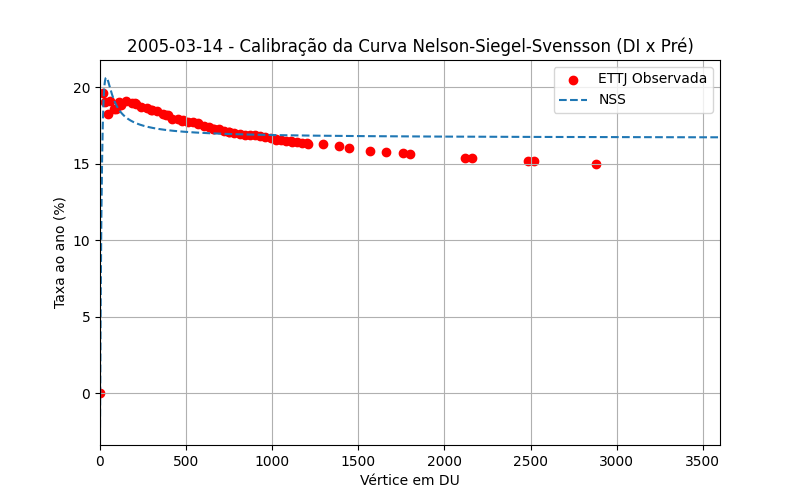 2005-03-14 - Calibração da Curva Nelson-Siegel-Svensson (DI x Pré)
ETTJ Observada
NSS
Taxa ao ano (%)
20
15
10
5
0
0 500 1000 1500 2000 2500 3000 3500
Vértice em DU